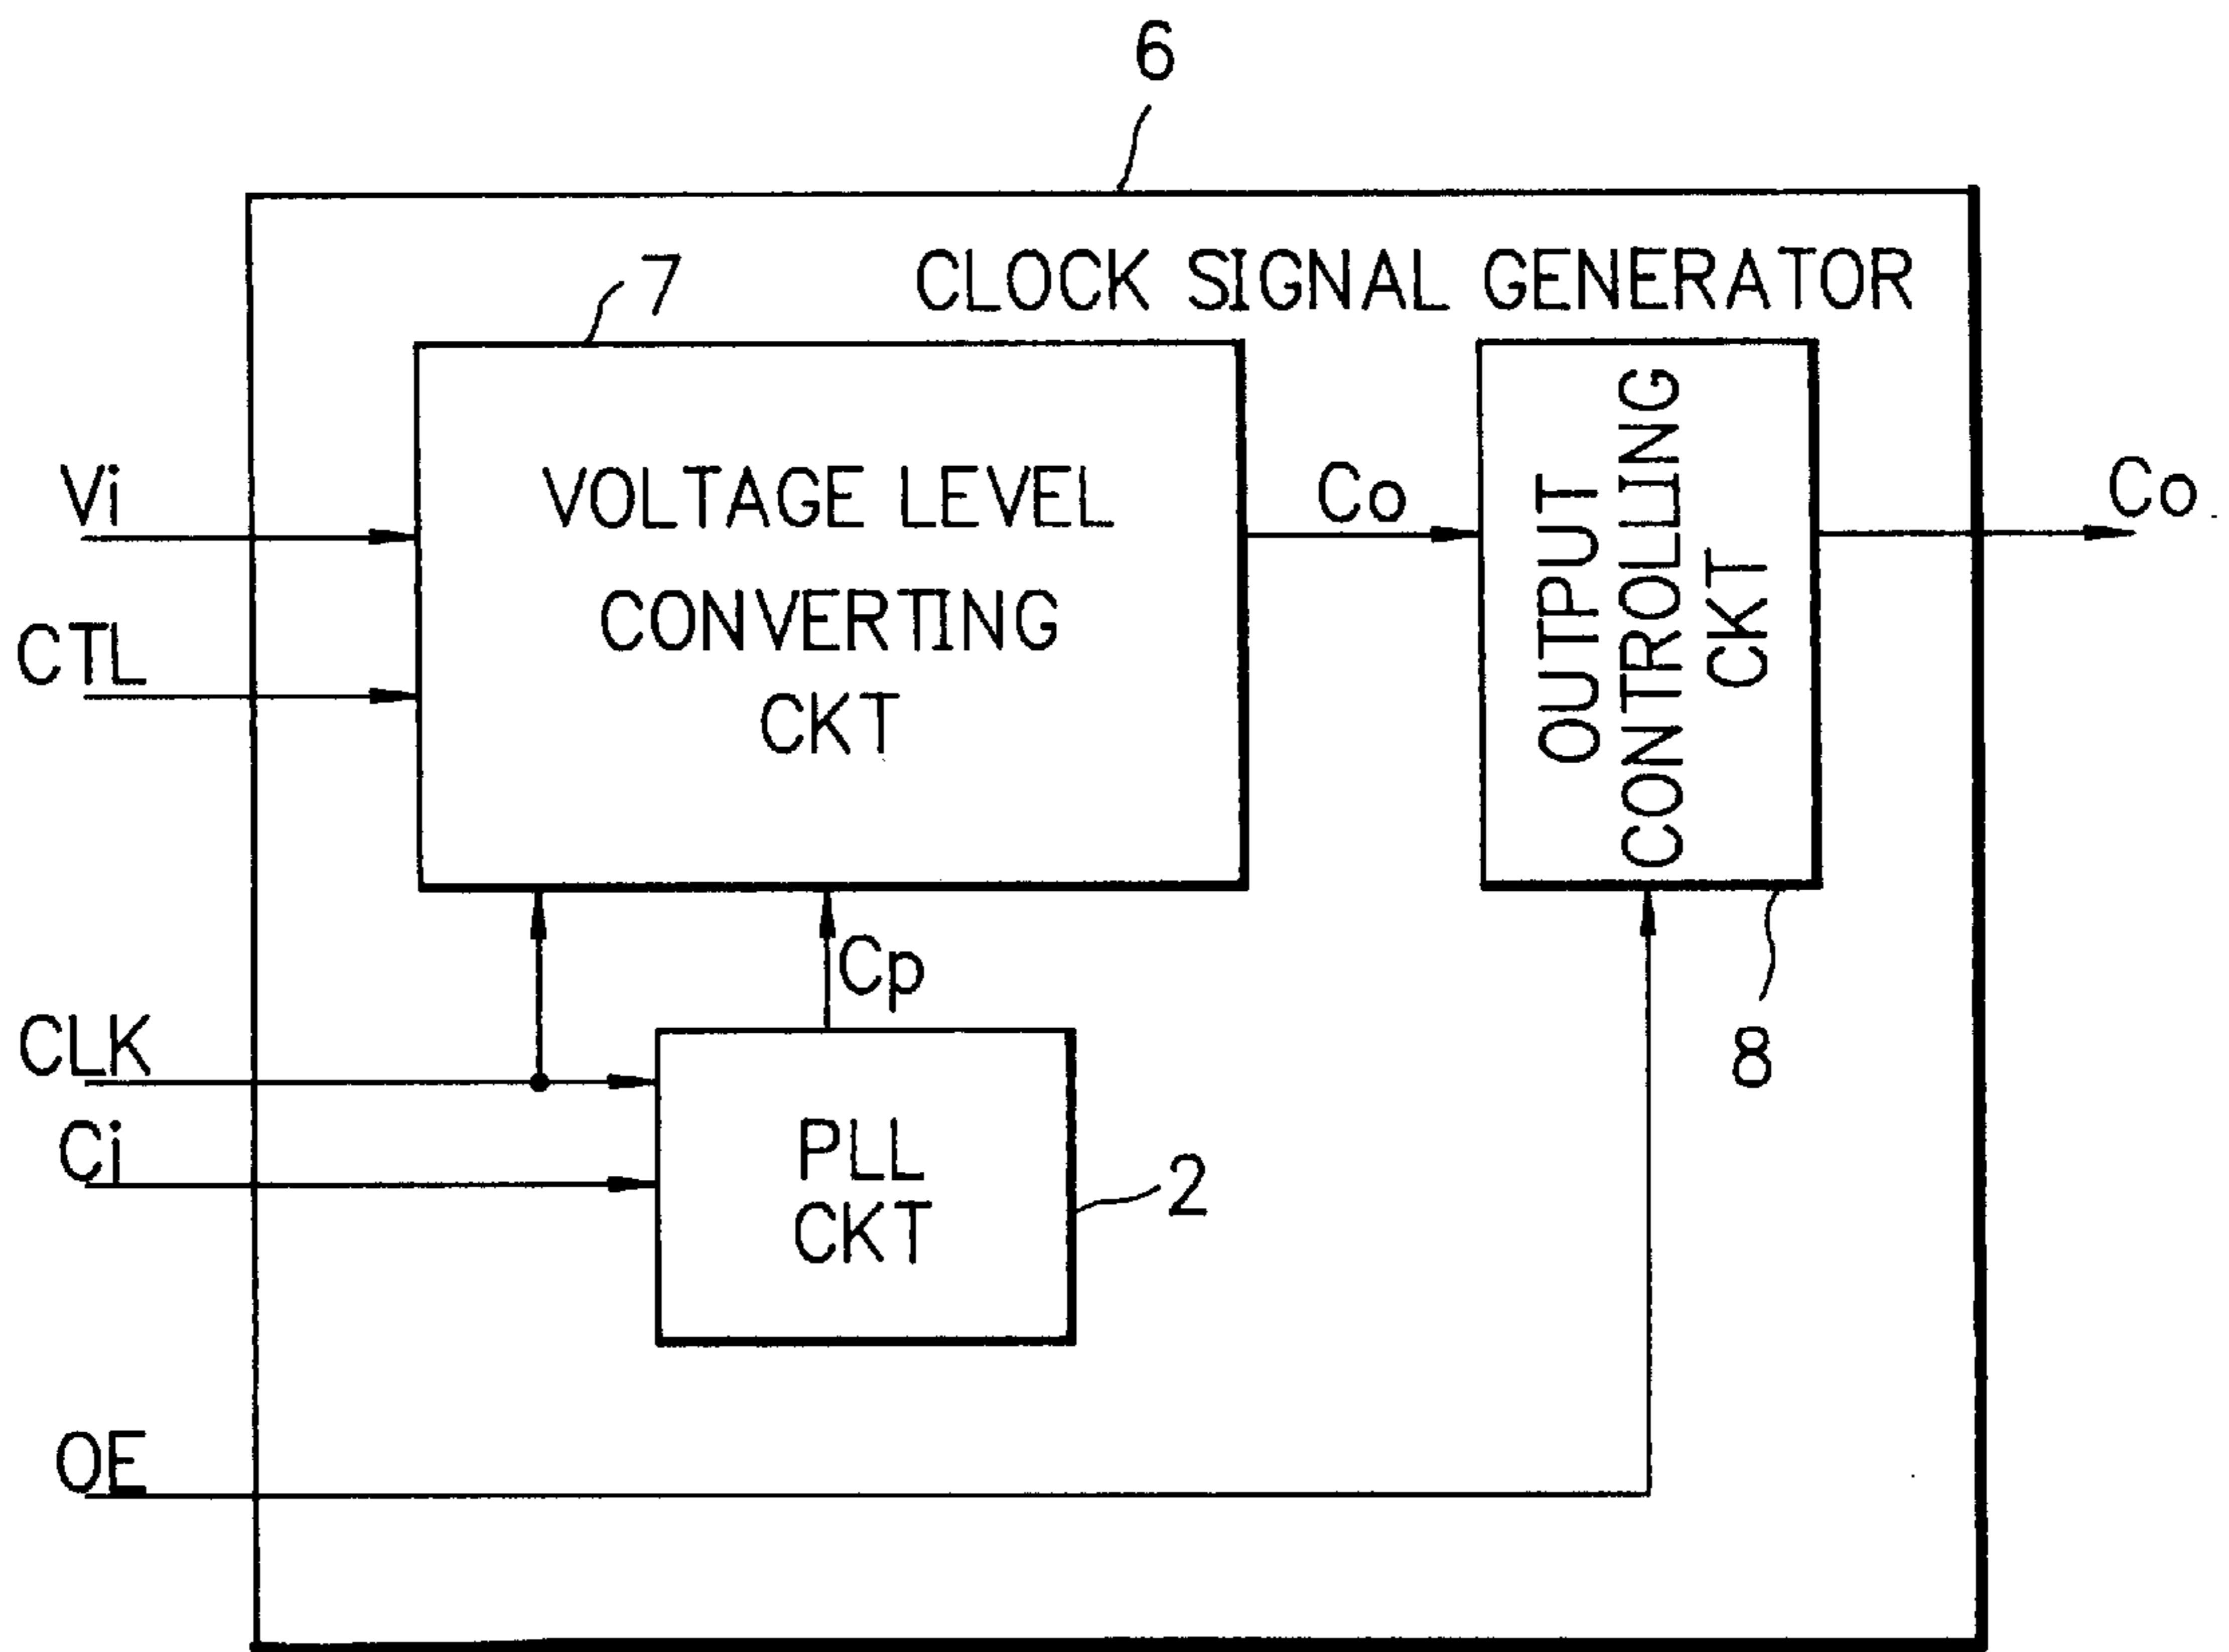 6
CLOCK SIGNAL GENERATOR
7
VOLTAGE LEVEL
CONVERTING
CKT
OUTPUT
CONTROLLING
CKT
Vi
CTL
Co
Co
Cp
CLK
Ci
PLL
CKT
2
8
OE